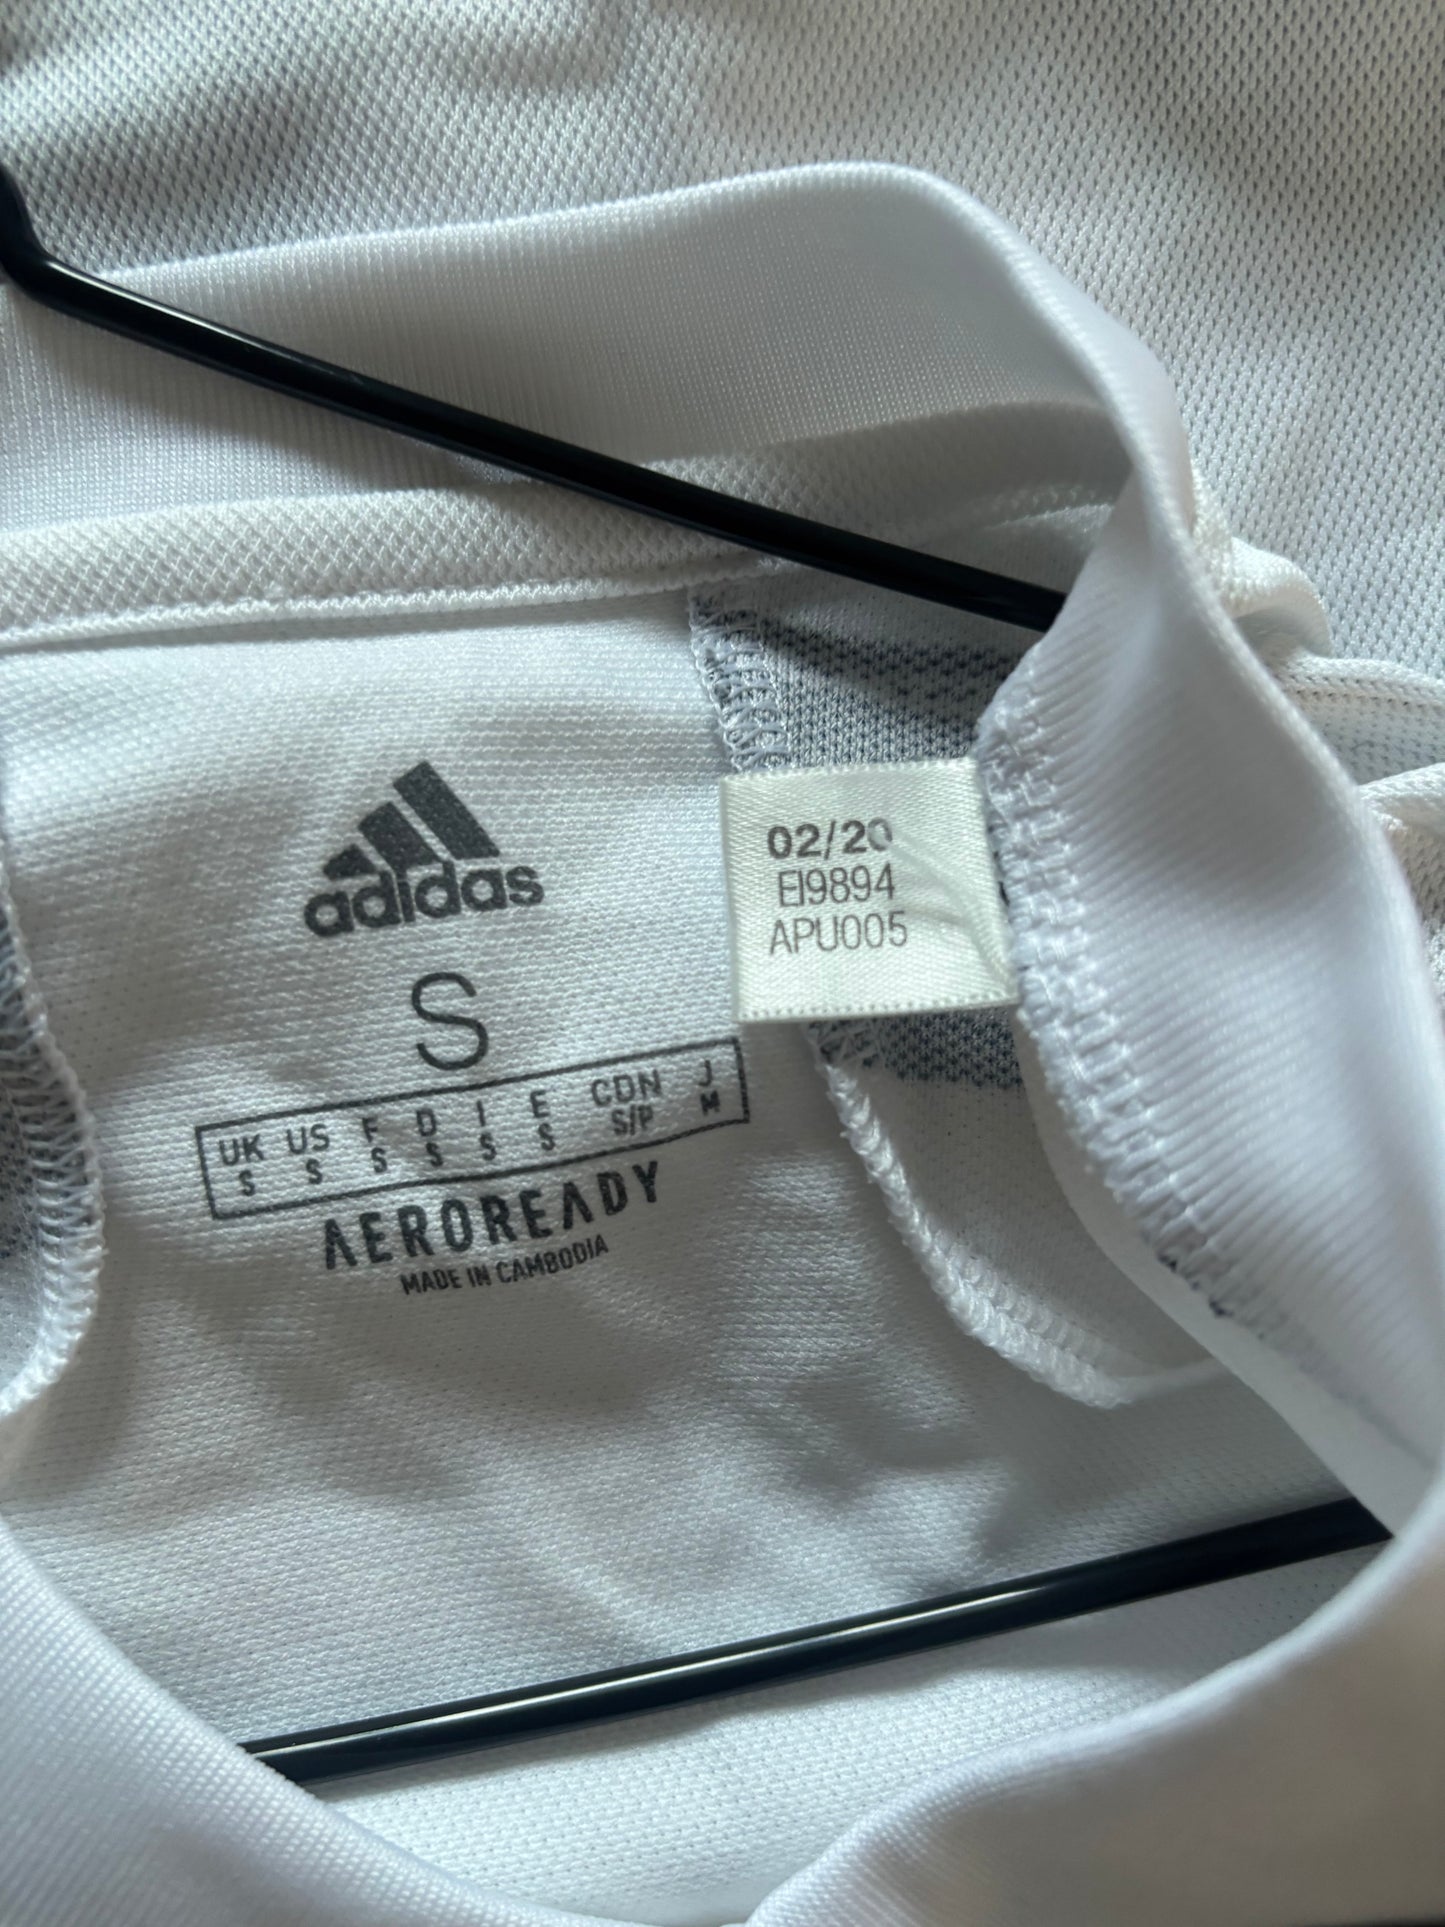 adidas
S
UK US F D I E CDN J
S S S S S S S/P M
AEROREADY
MADE IN CAMBODIA
02/20
EI9894
APU005